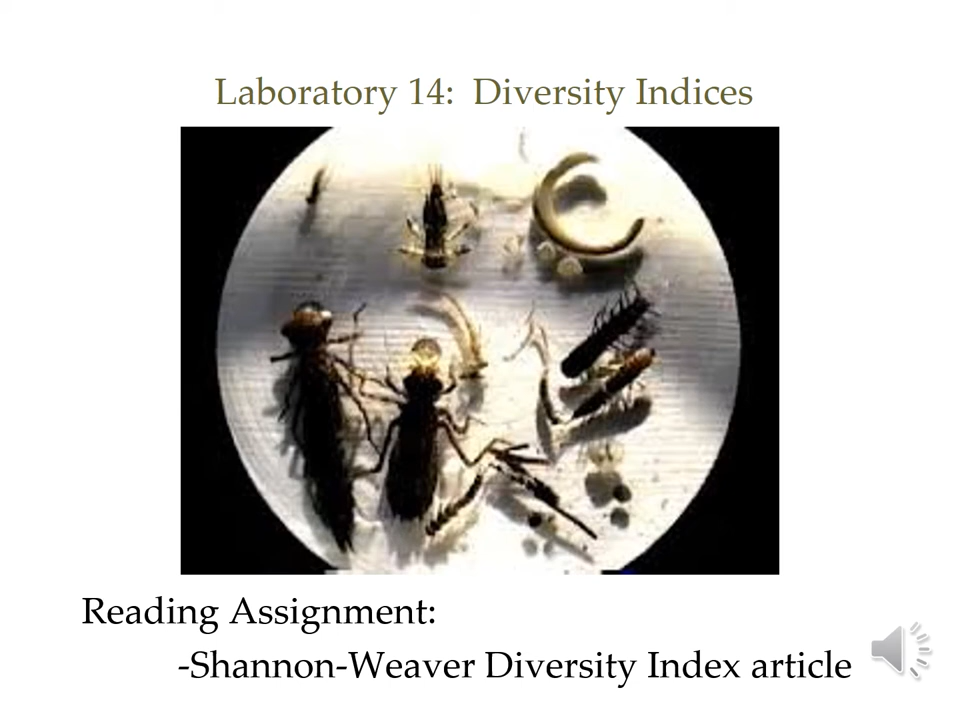 Laboratory 14: Diversity Indices
Reading Assignment:
-Shannon-Weaver Diversity Index article